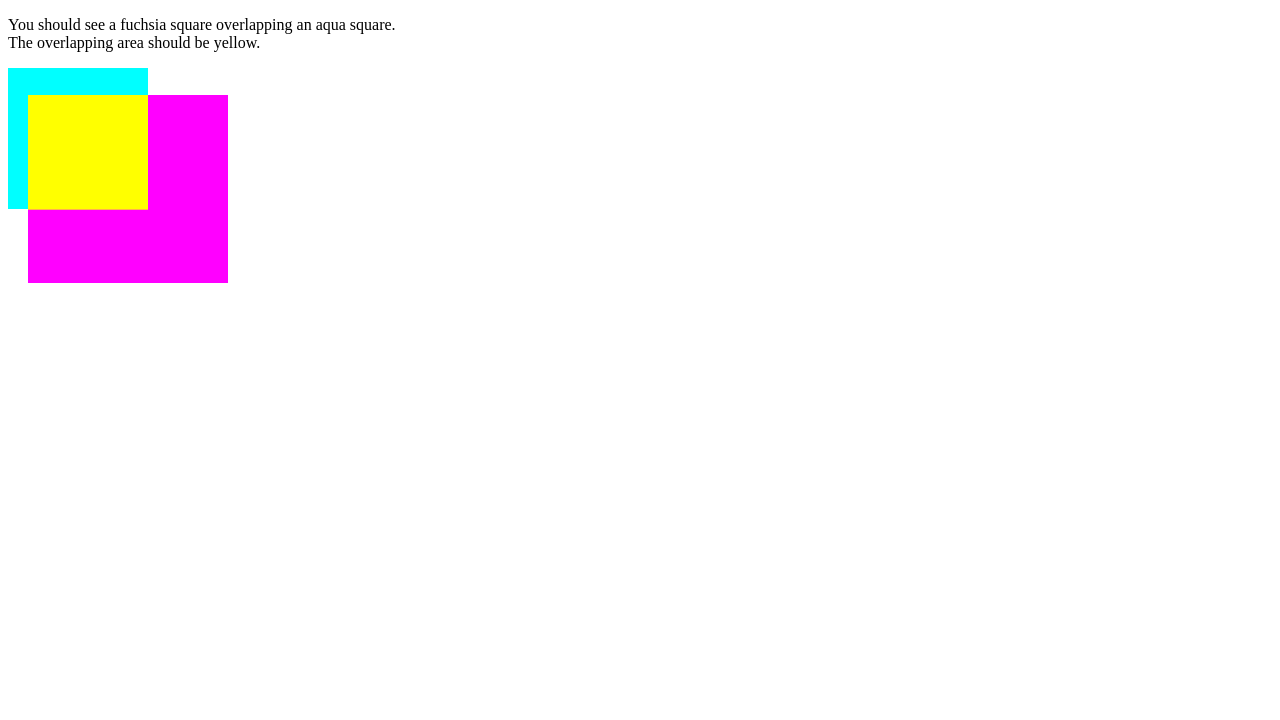 You should see a fuchsia square overlapping an aqua square.
The overlapping area should be yellow.